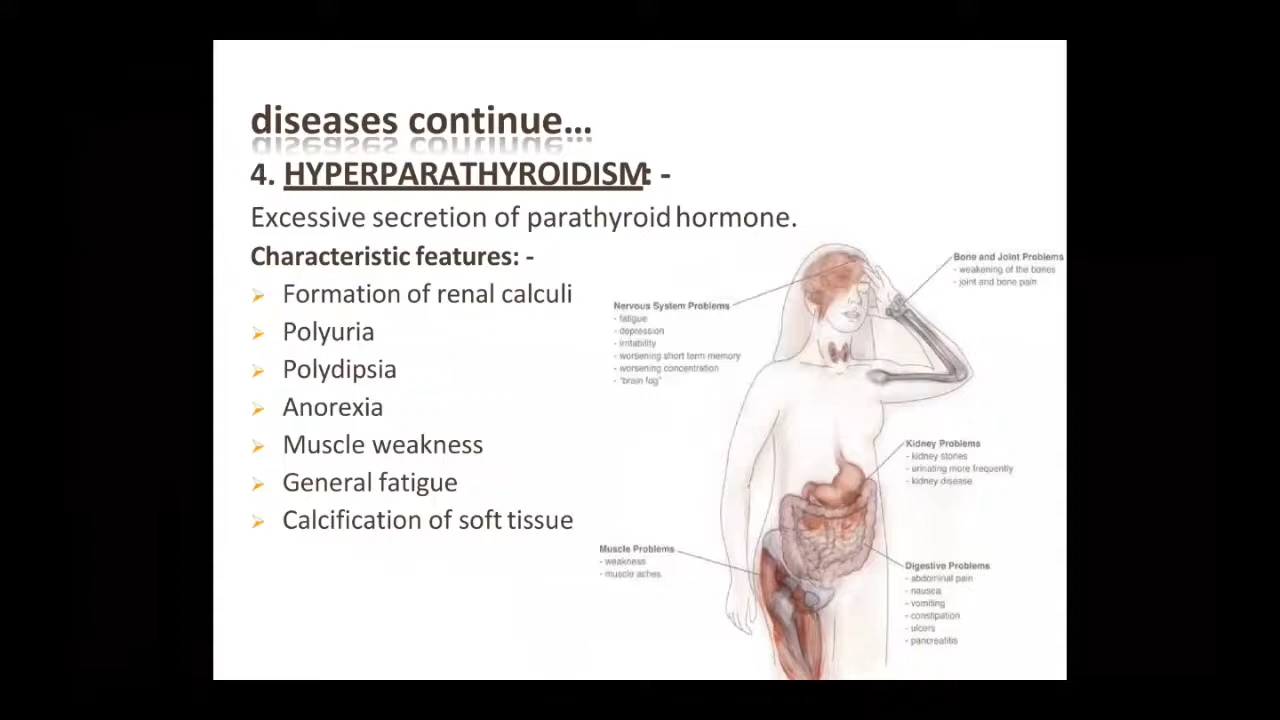 diseases continue…
4. HYPERPARATHYROIDISM: -
Excessive secretion of parathyroid hormone.
Characteristic features: -
Formation of renal calculi
Polyuria
Polydipsia
Anorexia
Muscle weakness
General fatigue
Calcification of soft tissue
Nervous System Problems
- fatigue
- depression
- irritability
- worsening short term memory
- worsening concentration
- "brain fog"
Bone and Joint Problems
- weakening of the bones
- joint and bone pain
Kidney Problems
- kidney stones
- urinating more frequently
- kidney disease
Muscle Problems
- weakness
- muscle aches
Digestive Problems
- abdominal pain
- nausea
- vomiting
- constipation
- ulcers
- pancreatitis